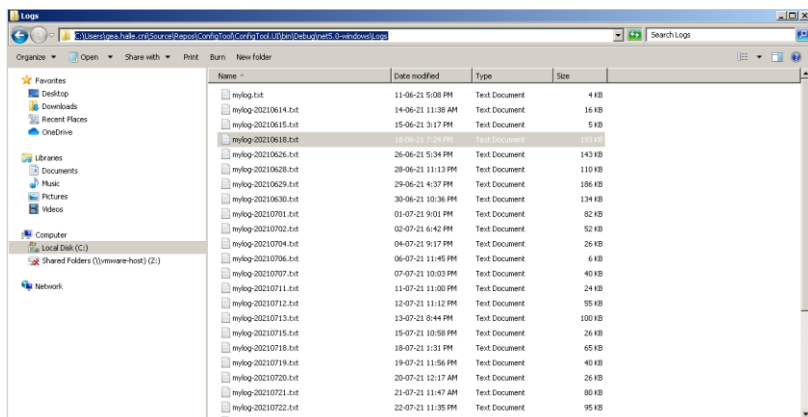 Logs
C:\Users\gea.halle.cni\Source\Repos\ConfigTool\ConfigTool.UI\bin\Debug\net5.0-windows\Logs
Search Logs
Organize Open Share with Print Burn New folder
Name Date modified Type Size
Favorites
Desktop
Downloads
Recent Places
OneDrive
Libraries
Documents
Music
Pictures
Videos
Computer
Local Disk (C:)
Shared Folders (\\vmware-host) (Z:)
Network
mylog.txt 11-06-21 5:08 PM Text Document 4 KB
mylog-20210614.txt 14-06-21 11:38 AM Text Document 16 KB
mylog-20210615.txt 15-06-21 3:17 PM Text Document 5 KB
mylog-20210618.txt 18-06-21 7:24 PM Text Document 193 KB
mylog-20210626.txt 26-06-21 5:34 PM Text Document 143 KB
mylog-20210628.txt 28-06-21 11:13 PM Text Document 110 KB
mylog-20210629.txt 29-06-21 4:37 PM Text Document 186 KB
mylog-20210630.txt 30-06-21 10:36 PM Text Document 134 KB
mylog-20210701.txt 01-07-21 9:01 PM Text Document 82 KB
mylog-20210702.txt 02-07-21 6:42 PM Text Document 52 KB
mylog-20210704.txt 04-07-21 9:17 PM Text Document 26 KB
mylog-20210706.txt 06-07-21 11:45 PM Text Document 6 KB
mylog-20210707.txt 07-07-21 10:03 PM Text Document 40 KB
mylog-20210711.txt 11-07-21 11:00 PM Text Document 24 KB
mylog-20210712.txt 12-07-21 11:12 PM Text Document 55 KB
mylog-20210713.txt 13-07-21 8:44 PM Text Document 100 KB
mylog-20210715.txt 15-07-21 10:58 PM Text Document 26 KB
mylog-20210718.txt 18-07-21 1:31 PM Text Document 65 KB
mylog-20210719.txt 19-07-21 11:56 PM Text Document 40 KB
mylog-20210720.txt 20-07-21 12:17 AM Text Document 26 KB
mylog-20210721.txt 21-07-21 11:47 AM Text Document 80 KB
mylog-20210722.txt 22-07-21 11:35 PM Text Document 95 KB